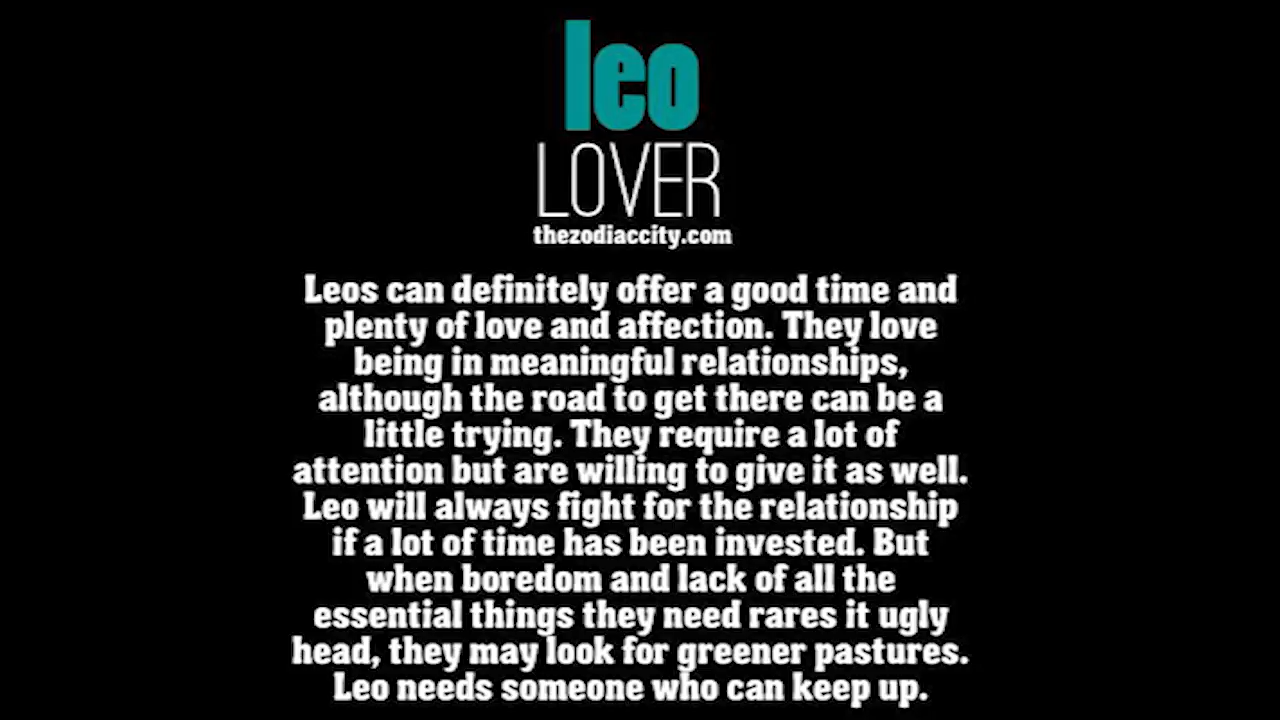 leo
LOVER
thezodiaccity.com
Leos can definitely offer a good time and
plenty of love and affection. They love
being in meaningful relationships,
although the road to get there can be a
little trying. They require a lot of
attention but are willing to give it as well.
Leo will always fight for the relationship
if a lot of time has been invested. But
when boredom and lack of all the
essential things they need rares it ugly
head, they may look for greener pastures.
Leo needs someone who can keep up.